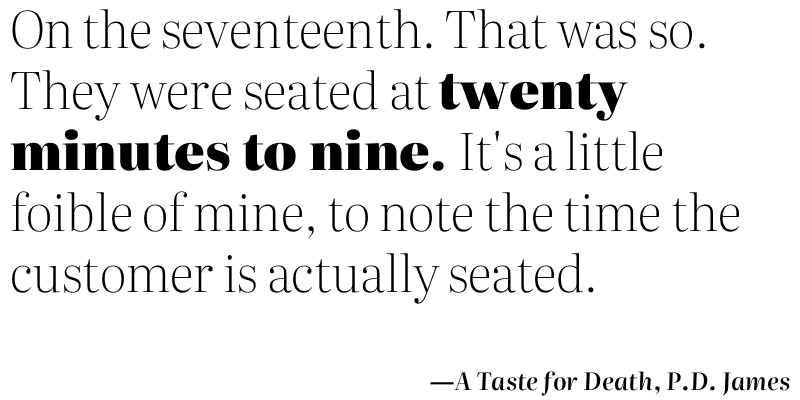 On the seventeenth. That was so.
They were seated at twenty
minutes to nine. It's a little
foible of mine, to note the time the
customer is actually seated.
—A Taste for Death, P.D. James